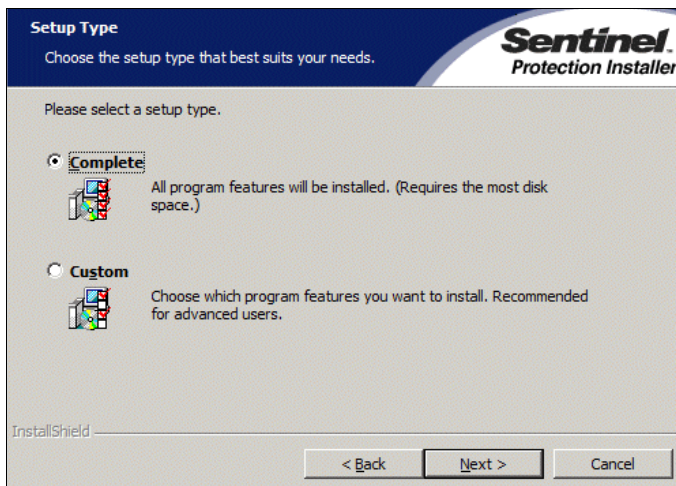 Setup Type
Choose the setup type that best suits your needs.
Sentinel.
Protection Installer
Please select a setup type.
Complete
All program features will be installed. (Requires the most disk
space.)
Custom
Choose which program features you want to install. Recommended
for advanced users.
InstallShield
< Back
Next >
Cancel